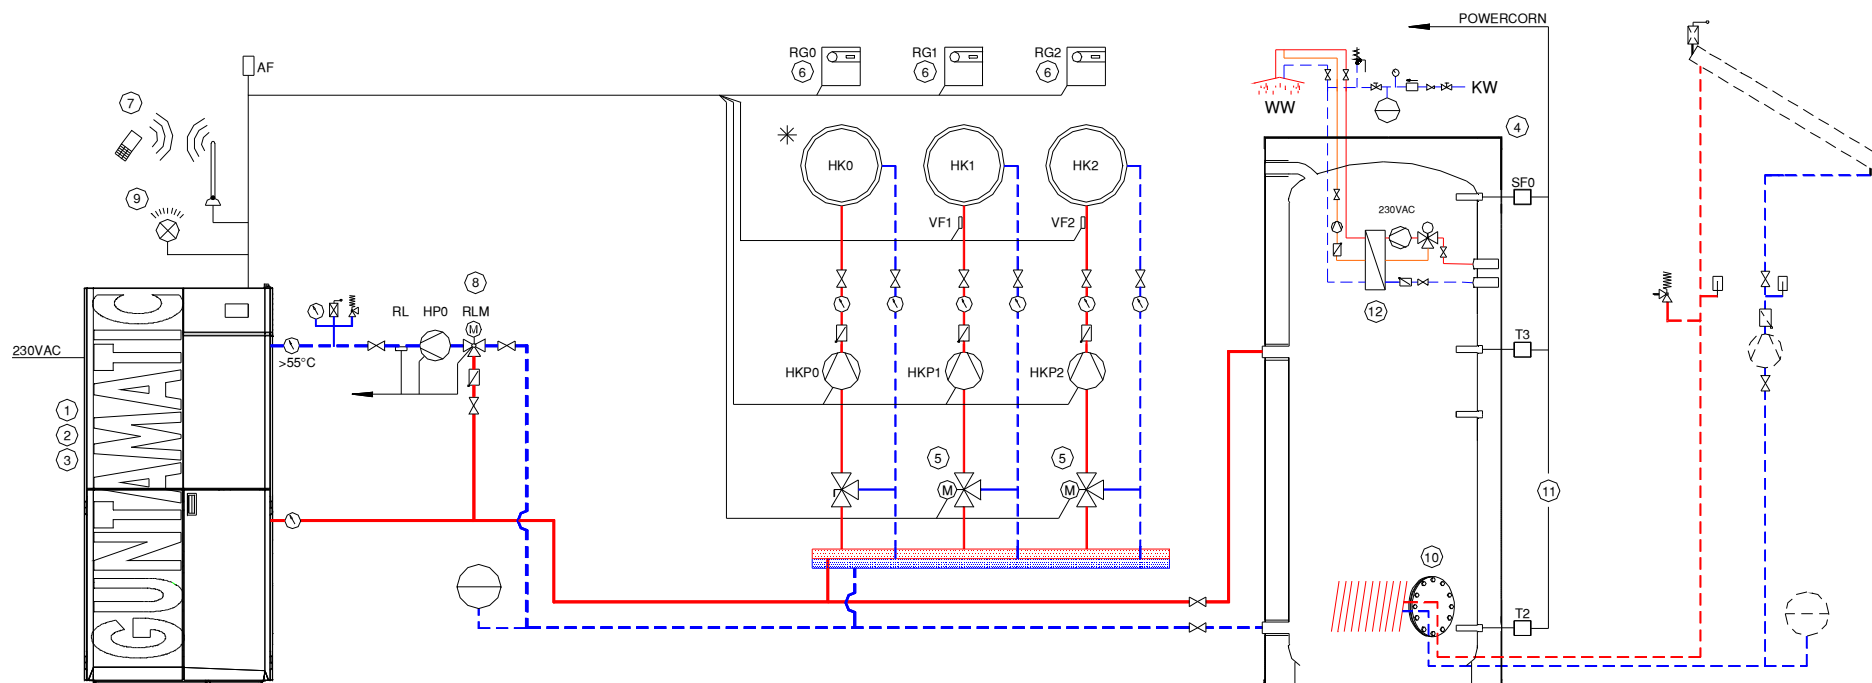 POWERCORN
RG0
RG1
RG2
6
6
6
AF
7
WW
KW
4
HK0
HK1
HK2
9
SF0
230VAC
VF1
VF2
8
RL
HP0
RLM
M
12
230VAC
>55°C
T3
HKP0
HKP1
HKP2
1
2
3
5
5
M
M
11
GUNTAMATIC
10
T2